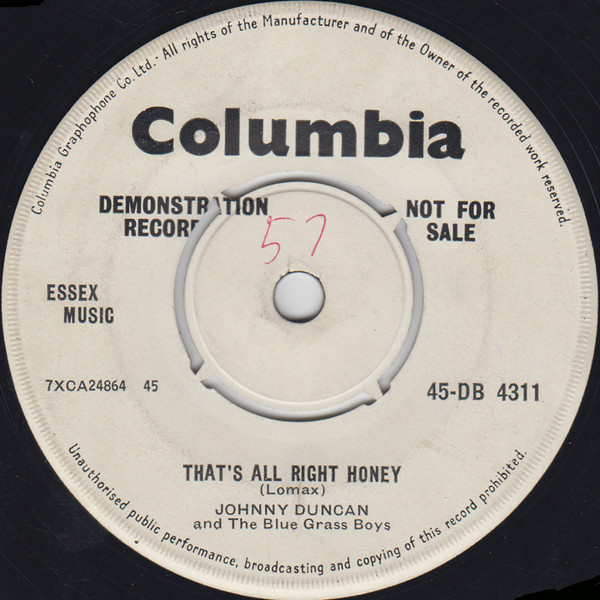 Columbia Graphophone Co. Ltd. · All rights of the Manufacturer and of the Owner of the recorded work reserved.
Columbia
DEMONSTRATION
RECORD
NOT FOR
SALE
57
ESSEX
MUSIC
7XCA24864 45
45-DB 4311
THAT'S ALL RIGHT HONEY
(Lomax)
JOHNNY DUNCAN
and The Blue Grass Boys
Unauthorised public performance, broadcasting and copying of this record prohibited.